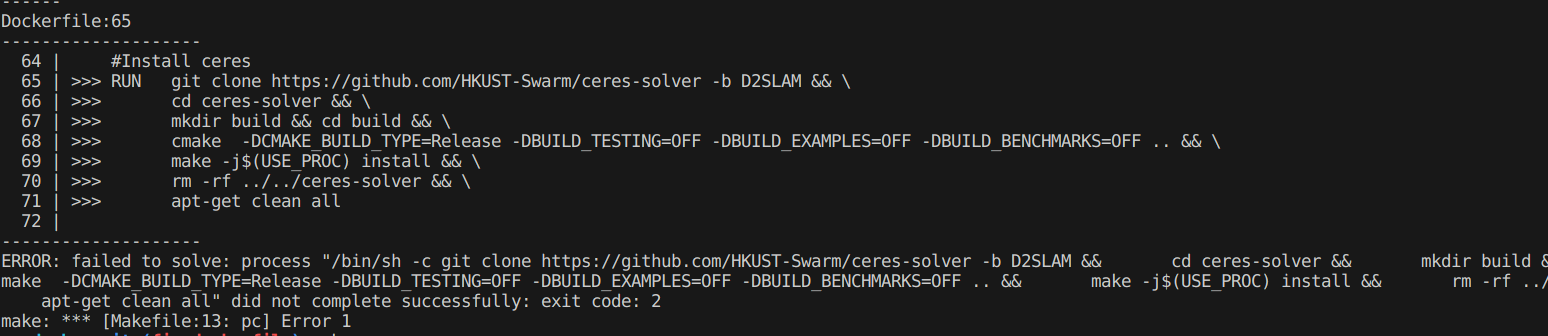 ------
Dockerfile:65
--------------------
64 |     #Install ceres
65 | >>> RUN   git clone https://github.com/HKUST-Swarm/ceres-solver -b D2SLAM && \
66 | >>>       cd ceres-solver && \
67 | >>>       mkdir build && cd build && \
68 | >>>       cmake  -DCMAKE_BUILD_TYPE=Release -DBUILD_TESTING=OFF -DBUILD_EXAMPLES=OFF -DBUILD_BENCHMARKS=OFF .. && \
69 | >>>       make -j$(USE_PROC) install && \
70 | >>>       rm -rf ../../ceres-solver && \
71 | >>>       apt-get clean all
72 |
--------------------
ERROR: failed to solve: process "/bin/sh -c git clone https://github.com/HKUST-Swarm/ceres-solver -b D2SLAM &&       cd ceres-solver &&       mkdir build &
make  -DCMAKE_BUILD_TYPE=Release -DBUILD_TESTING=OFF -DBUILD_EXAMPLES=OFF -DBUILD_BENCHMARKS=OFF .. &&       make -j$(USE_PROC) install &&       rm -rf ../
apt-get clean all" did not complete successfully: exit code: 2
make: *** [Makefile:13: pc] Error 1